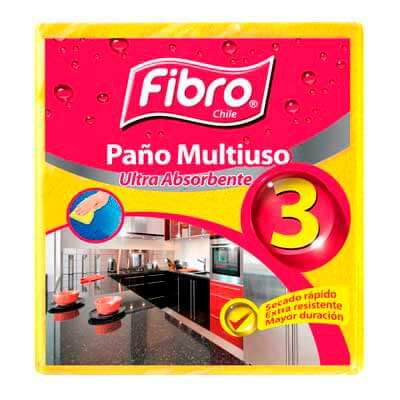 Fibro®
Chile
Paño Multiuso
Ultra Absorbente
3
Secado rápido
Extra resistente
Mayor duración